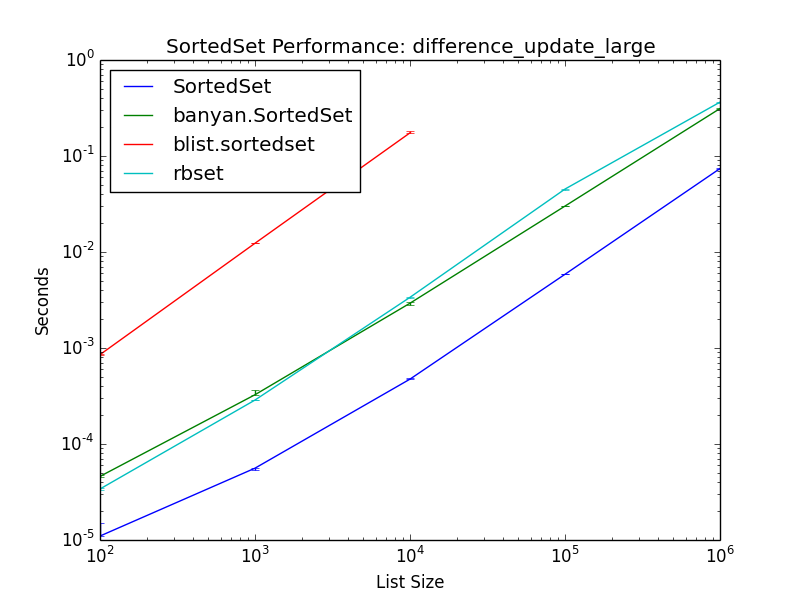 SortedSet Performance: difference_update_large
10^0
SortedSet
banyan.SortedSet
blist.sortedset
rbset
10^-1
10^-2
Seconds
10^-3
10^-4
10^-5
10^2 10^3 10^4 10^5 10^6
List Size